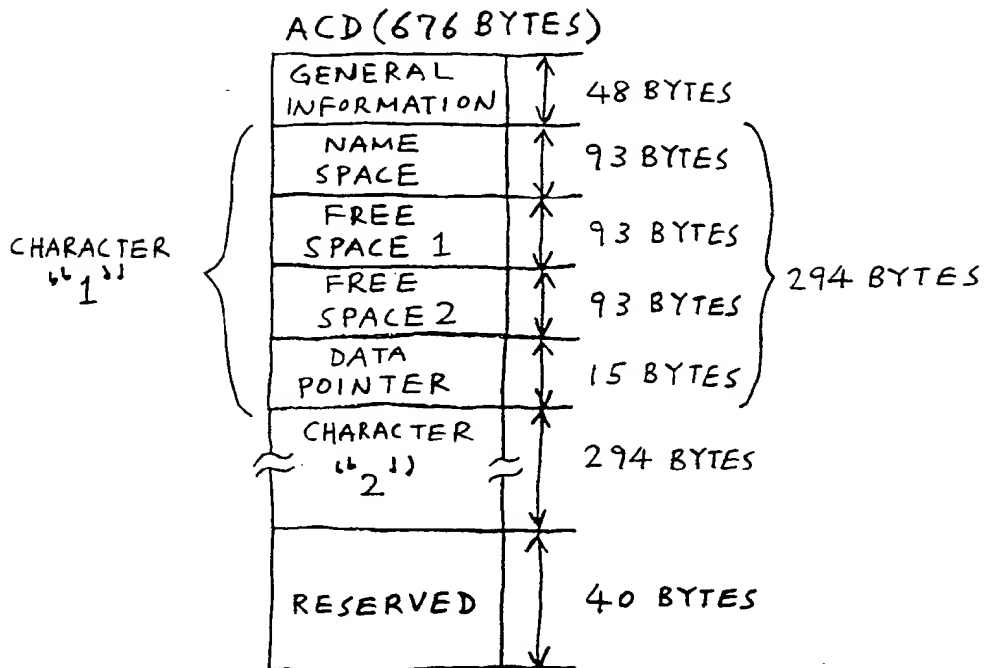 ACD (676 BYTES)
GENERAL
INFORMATION
48 BYTES
NAME
SPACE
93 BYTES
FREE
SPACE 1
93 BYTES
CHARACTER
"1"
294 BYTES
FREE
SPACE 2
93 BYTES
DATA
POINTER
15 BYTES
CHARACTER
"2"
294 BYTES
RESERVED
40 BYTES